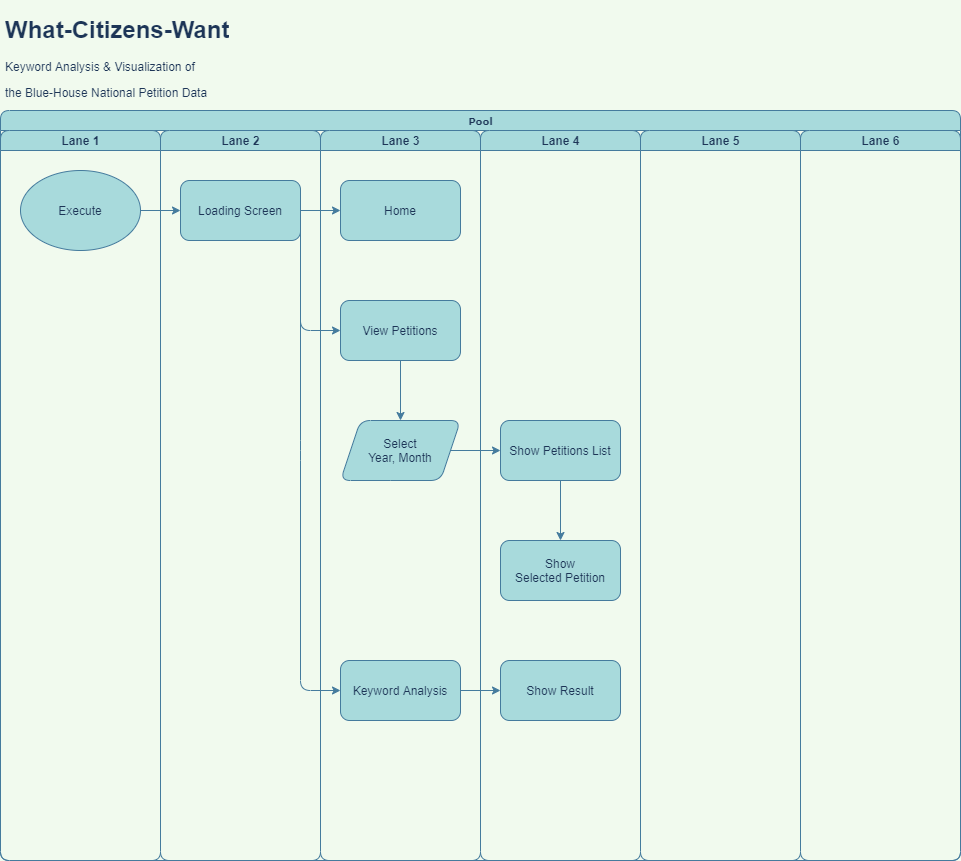 What-Citizens-Want
Keyword Analysis & Visualization of
the Blue-House National Petition Data
Pool
Lane 1
Lane 2
Lane 3
Lane 4
Lane 5
Lane 6
Execute
Loading Screen
Home
View Petitions
Select
Year, Month
Show Petitions List
Show
Selected Petition
Keyword Analysis
Show Result